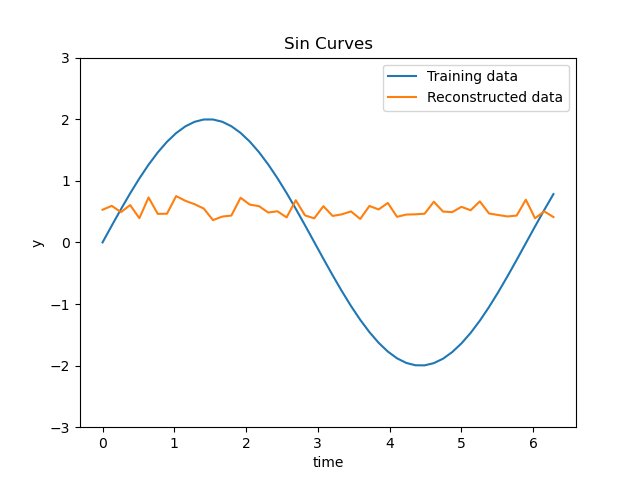 Sin Curves
Training data
Reconstructed data
3
2
1
0
−1
−2
−3
y
0 1 2 3 4 5 6
time